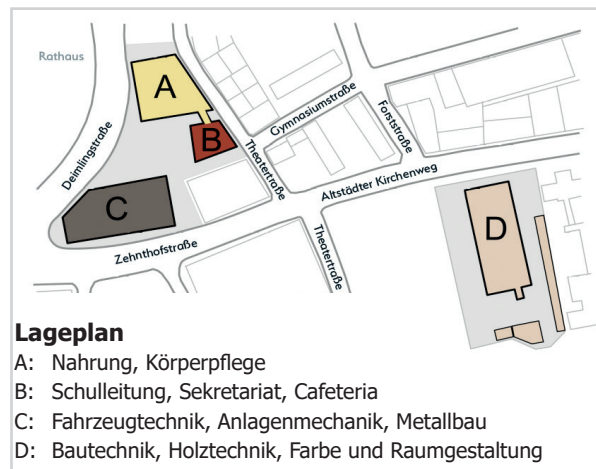 Rathaus
A
B
C
D
Deimlingstraße
Theaterstraße
Gymnasiumstraße
Forststraße
Altstädter Kirchenweg
Zehnthofstraße
Theaterstraße
Lageplan
A: Nahrung, Körperpflege
B: Schulleitung, Sekretariat, Cafeteria
C: Fahrzeugtechnik, Anlagenmechanik, Metallbau
D: Bautechnik, Holztechnik, Farbe und Raumgestaltung